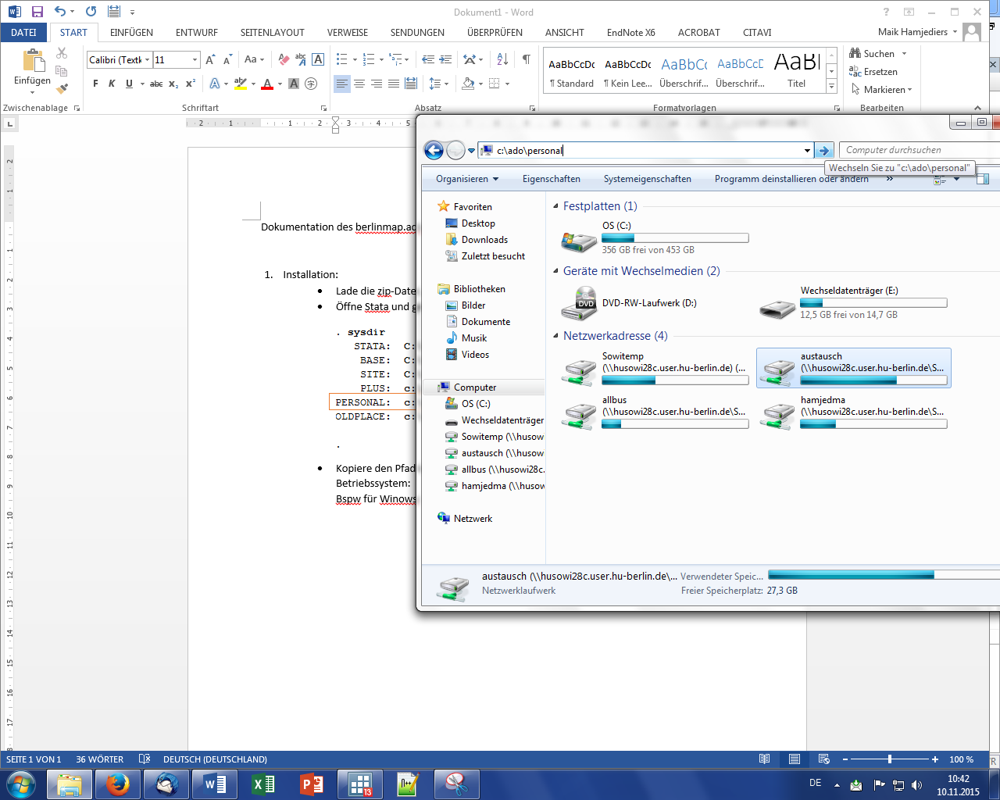 Dokument1 - Word
DATEI START EINFÜGEN ENTWURF SEITENLAYOUT VERWEISE SENDUNGEN ÜBERPRÜFEN ANSICHT EndNote X6 ACROBAT CITAVI Maik Hamjediers
Calibri (Textk 11
Einfügen
F K U abc x₂ x²
AaBbCcDc AaBbCcDc AaBbCc AaBbCcD AaBl
¶ Standard ¶ Kein Lee... Überschrif... Überschrif... Titel
Suchen
Ersetzen
Markieren
Zwischenablage Schriftart Absatz Formatvorlagen Bearbeiten
c:\ado\personal
Computer durchsuchen
Wechseln Sie zu "c:\ado\personal"
Organisieren Eigenschaften Systemeigenschaften Programm deinstallieren oder ändern »
Favoriten
Desktop
Downloads
Zuletzt besucht
Bibliotheken
Bilder
Dokumente
Musik
Videos
Computer
OS (C:)
Wechseldatenträger
Sowitemp (\\husow
austausch (\\husowi
allbus (\\husowi28c.
hamjedma (\\husow
Netzwerk
Festplatten (1)
OS (C:)
356 GB frei von 453 GB
Geräte mit Wechselmedien (2)
DVD-RW-Laufwerk (D:)
Wechseldatenträger (E:)
12,5 GB frei von 14,7 GB
Netzwerkadresse (4)
Sowitemp
(\\husowi28c.user.hu-berlin.de) (...
austausch
(\\husowi28c.user.hu-berlin.de\S...
allbus
(\\husowi28c.user.hu-berlin.de\S...
hamjedma
(\\husowi28c.user.hu-berlin.de\S...
austausch (\\husowi28c.user.hu-berlin.de\... Verwendeter Speic...
Netzwerklaufwerk Freier Speicherplatz: 27,3 GB
Dokumentation des berlinmap.ad
1. Installation:
• Lade die zip-Date
• Öffne Stata und g
. sysdir
STATA: C:
BASE: C:
SITE: C:
PLUS: c:
PERSONAL: c:
OLDPLACE: c:
.
• Kopiere den Pfad
Betriebssystem:
Bspw für Winows
SEITE 1 VON 1 36 WÖRTER DEUTSCH (DEUTSCHLAND) 100 %
DE
10:42
10.11.2015